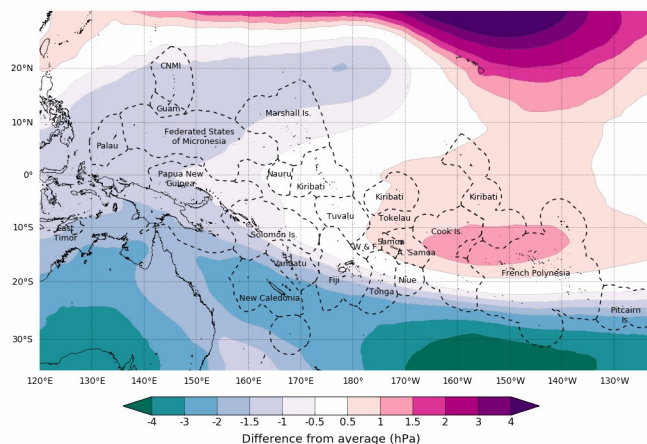 20°N
10°N
0°
10°S
20°S
30°S
CNMI
Guam
Marshall Is.
Federated States
of Micronesia
Palau
Papua New
Guinea
Nauru
Kiribati
Kiribati
Kiribati
Tuvalu
Tokelau
East
Timor
Solomon Is.
Cook Is.
W & F
Samoa
A. Samoa
Vanuatu
Fiji
Niue
French Polynesia
New Caledonia
Tonga
Pitcairn
Is.
120°E 130°E 140°E 150°E 160°E 170°E 180°W 170°W 160°W 150°W 140°W 130°W
-4 -3 -2 -1.5 -1 -0.5 0.5 1 1.5 2 3 4
Difference from average (hPa)